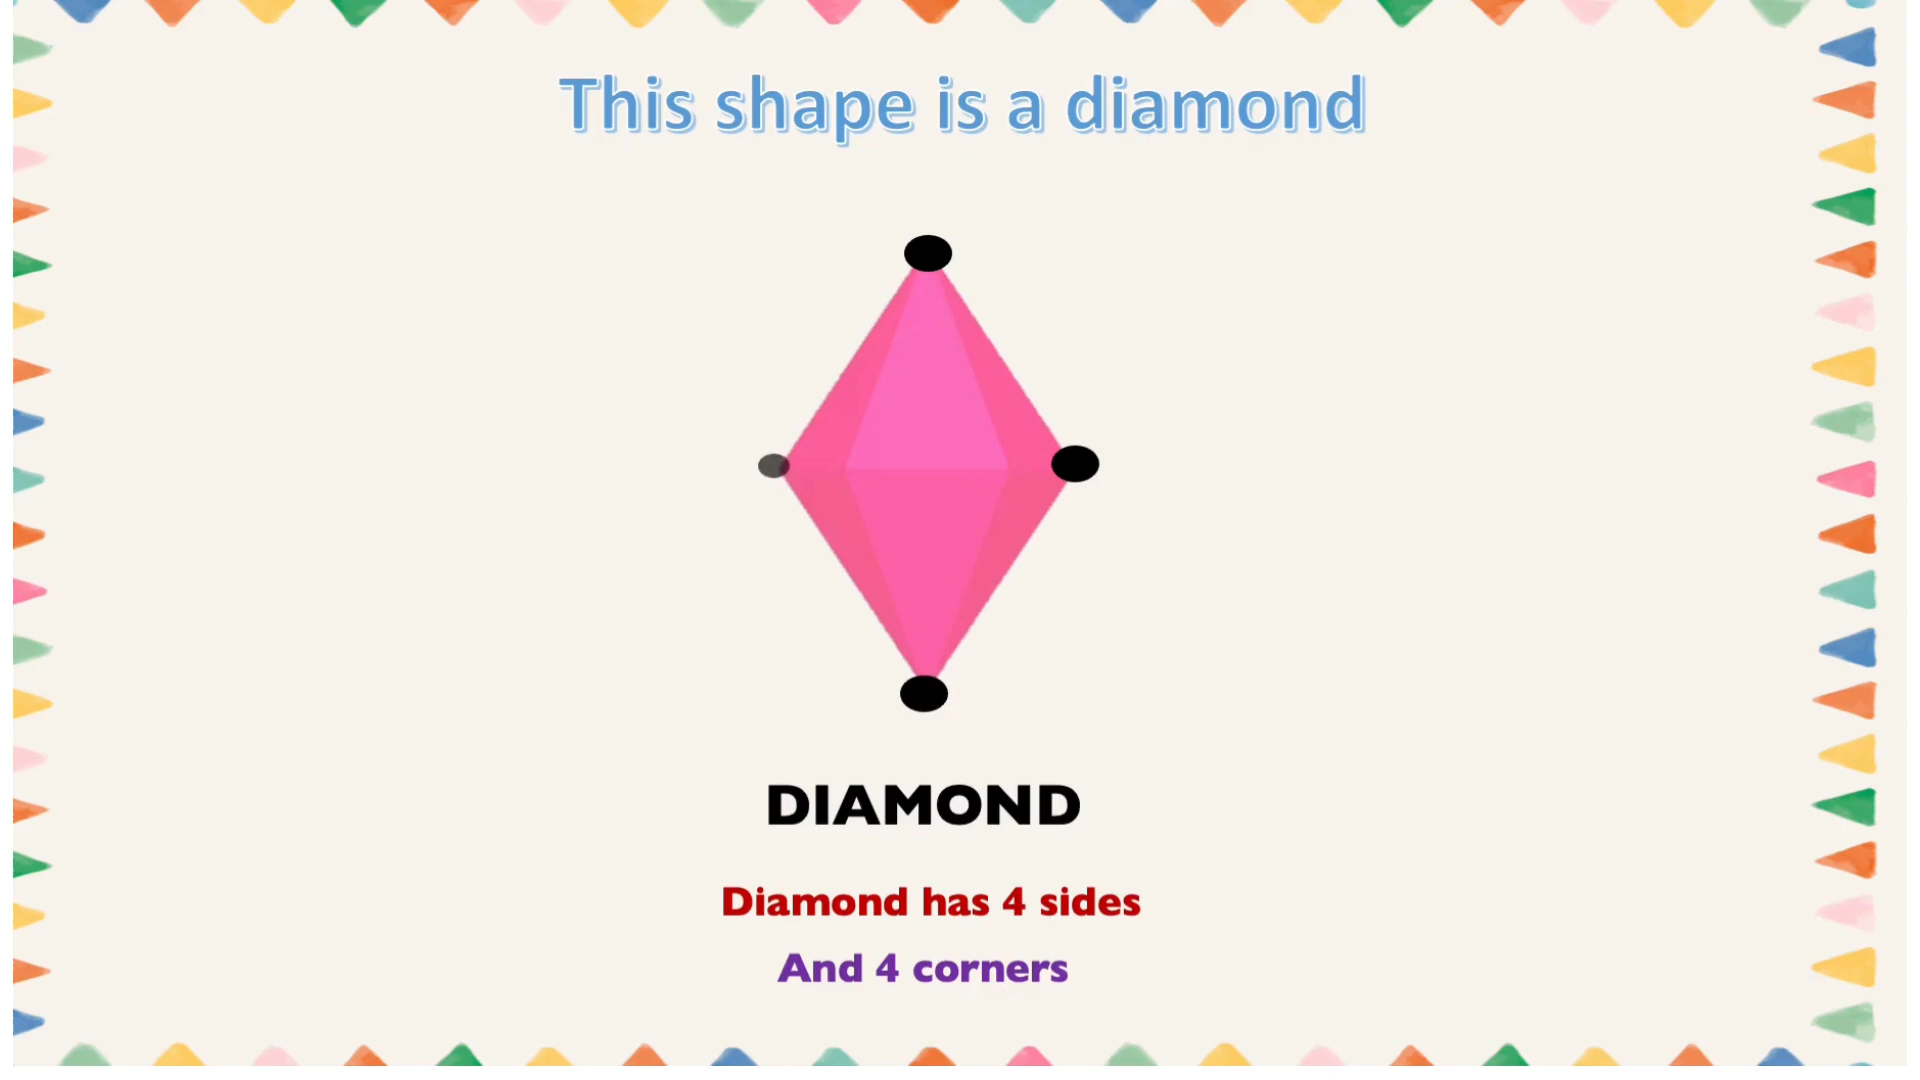 This shape is a diamond
DIAMOND
Diamond has 4 sides
And 4 corners